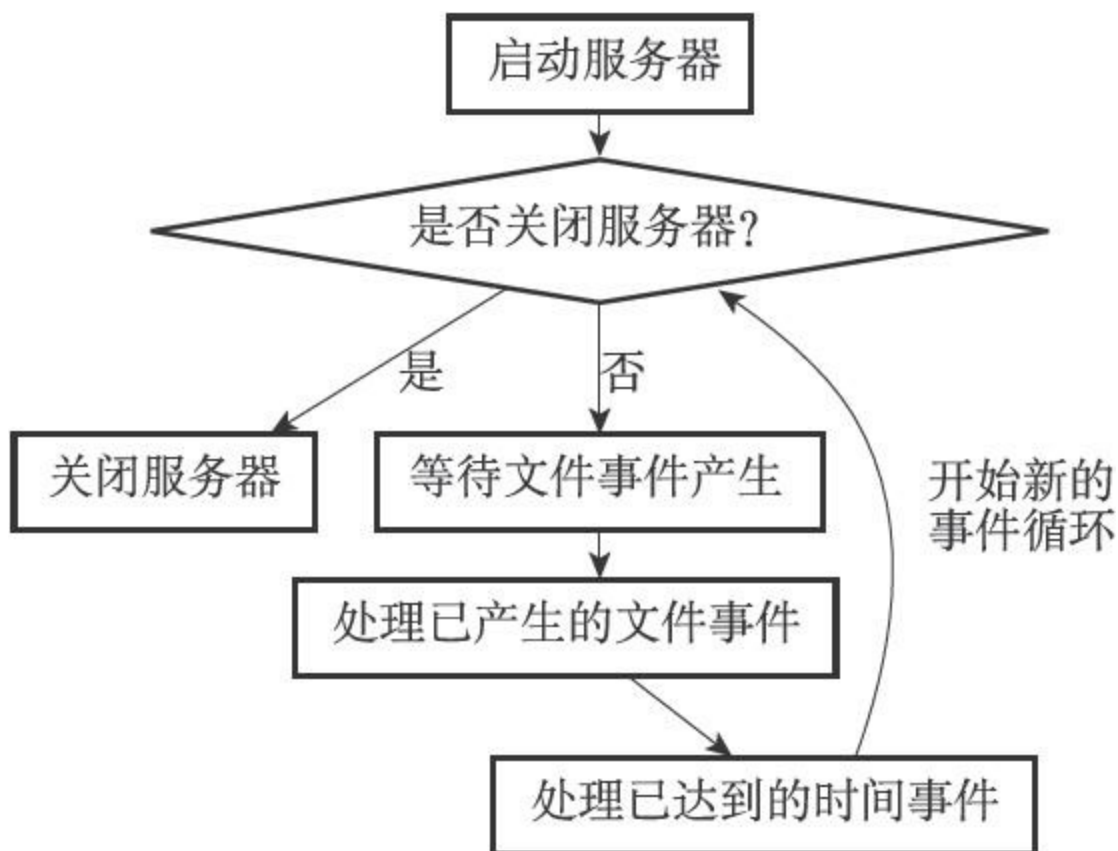 启动服务器
是否关闭服务器?
是
否
关闭服务器
等待文件事件产生
开始新的
事件循环
处理已产生的文件事件
处理已达到的时间事件